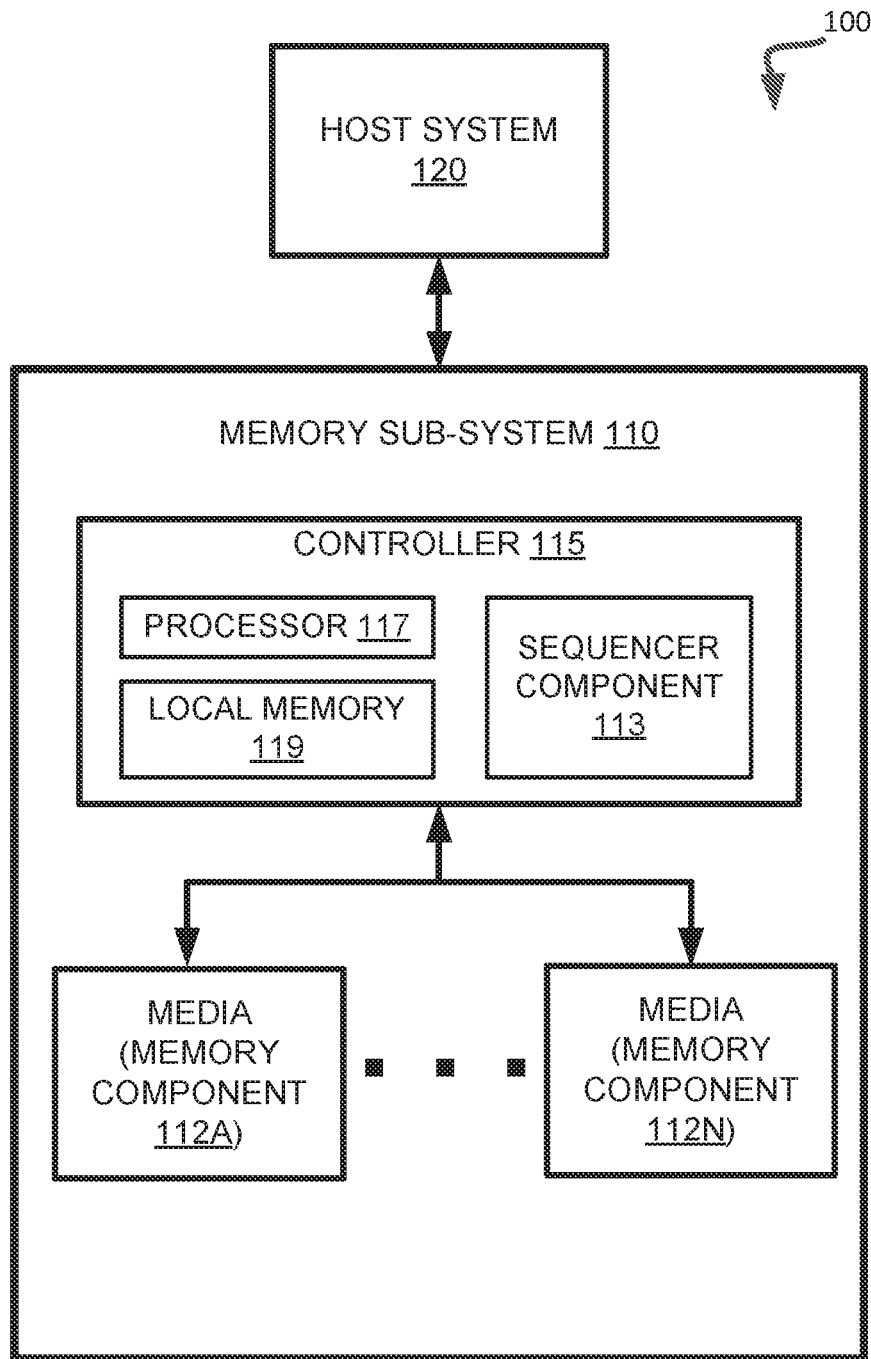 100
HOST SYSTEM
120
MEMORY SUB-SYSTEM 110
CONTROLLER 115
PROCESSOR 117
LOCAL MEMORY
119
SEQUENCER
COMPONENT
113
MEDIA
(MEMORY
COMPONENT
112A)
MEDIA
(MEMORY
COMPONENT
112N)